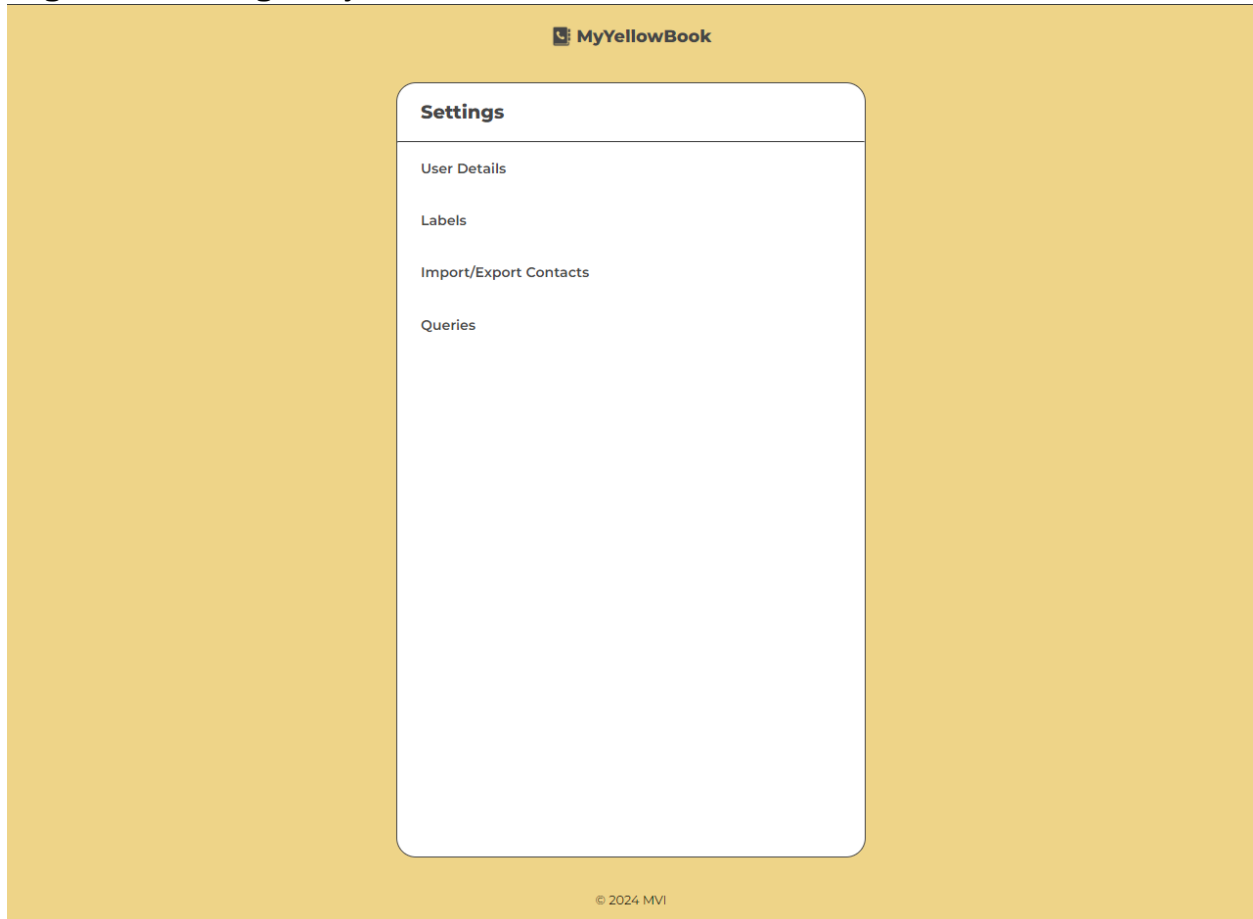 MyYellowBook
Settings
User Details
Labels
Import/Export Contacts
Queries
© 2024 MVI